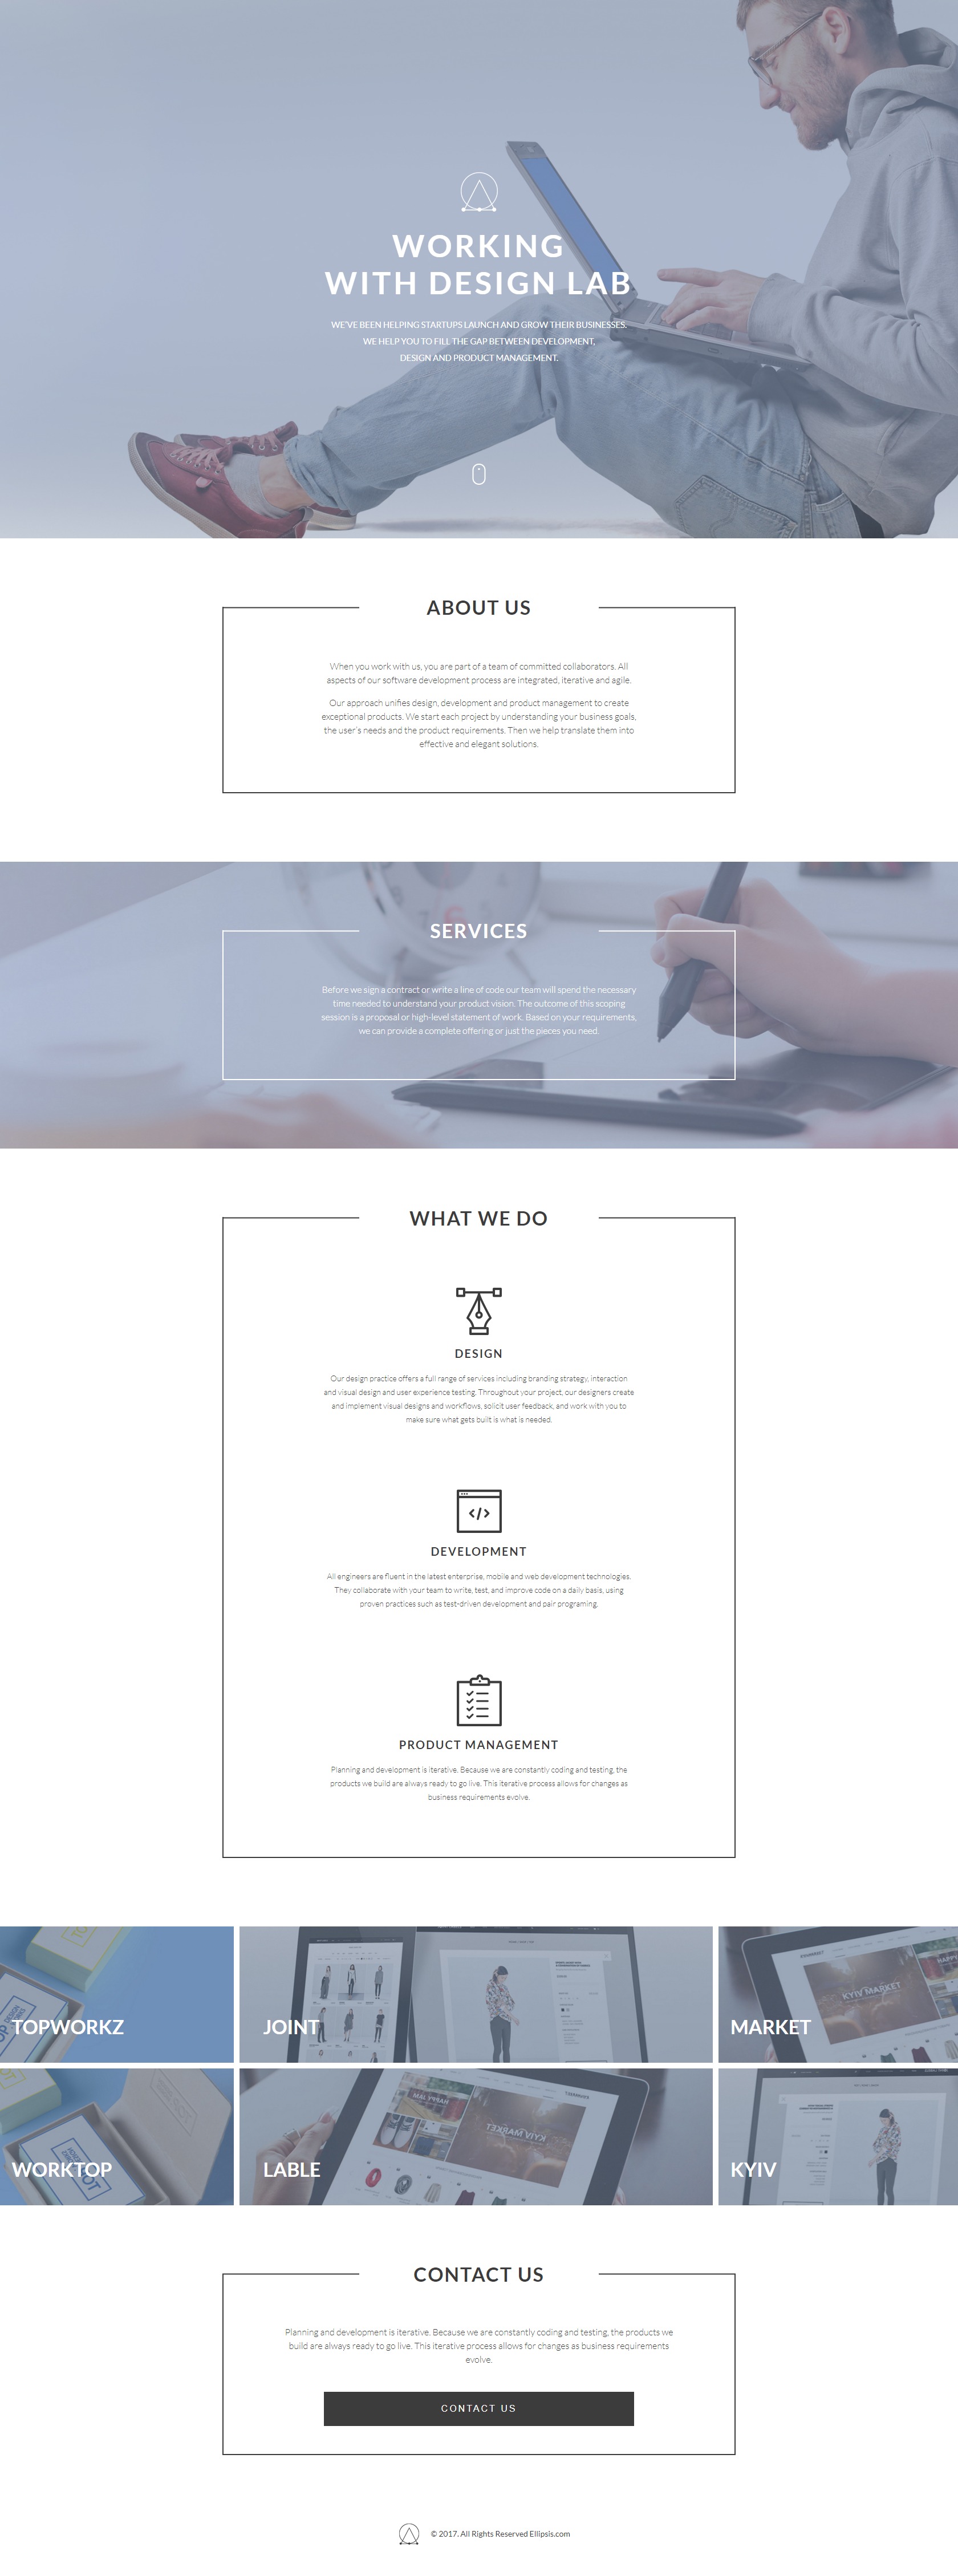 WORKING
WITH DESIGN LAB
WE'VE BEEN HELPING STARTUPS LAUNCH AND GROW THEIR BUSINESSES.
WE HELP YOU TO FILL THE GAP BETWEEN DEVELOPMENT,
DESIGN AND PRODUCT MANAGEMENT.
ABOUT US
When you work with us, you are part of a team of committed collaborators. All
aspects of our software development process are integrated, iterative and agile.
Our approach unifies design, development and product management to create
exceptional products. We start each project by understanding your business goals,
the user's needs and the product requirements. Then we help translate them into
effective and elegant solutions.
SERVICES
Before we sign a contract or write a line of code our team will spend the necessary
time needed to understand your product vision. The outcome of this scoping
session is a proposal or high-level statement of work. Based on your requirements,
we can provide a complete offering or just the pieces you need.
WHAT WE DO
DESIGN
Our design practice offers a full range of services including branding strategy, interaction
and visual design and user experience testing. Throughout your project, our designers create
and implement visual designs and workflows, solicit user feedback, and work with you to
make sure what gets built is what is needed.
DEVELOPMENT
All engineers are fluent in the latest enterprise, mobile and web development technologies.
They collaborate with your team to write, test, and improve code on a daily basis, using
proven practices such as test-driven development and pair programing.
PRODUCT MANAGEMENT
Planning and development is iterative. Because we are constantly coding and testing, the
products we build are always ready to go live. This iterative process allows for changes as
business requirements evolve.
TOPWORKZ
JOINT
KYIV MARKET
MARKET
WORKTOP
HAPPY MAY
KYIV MARKET
LABLE
KYIV
CONTACT US
Planning and development is iterative. Because we are constantly coding and testing, the products we
build are always ready to go live. This iterative process allows for changes as business requirements
evolve.
CONTACT US
© 2017. All Rights Reserved Ellipsis.com